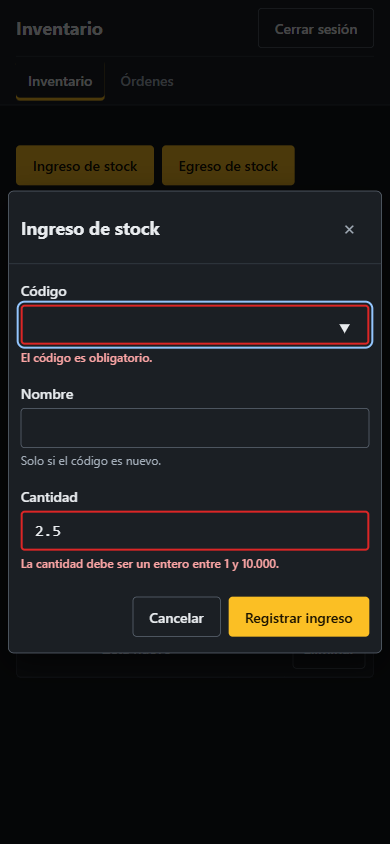 Inventario
Cerrar sesión
Inventario
Órdenes
Ingreso de stock
Egreso de stock
Ingreso de stock
×
Código
▼
El código es obligatorio.
Nombre
Solo si el código es nuevo.
Cantidad
2.5
La cantidad debe ser un entero entre 1 y 10.000.
Cancelar
Registrar ingreso